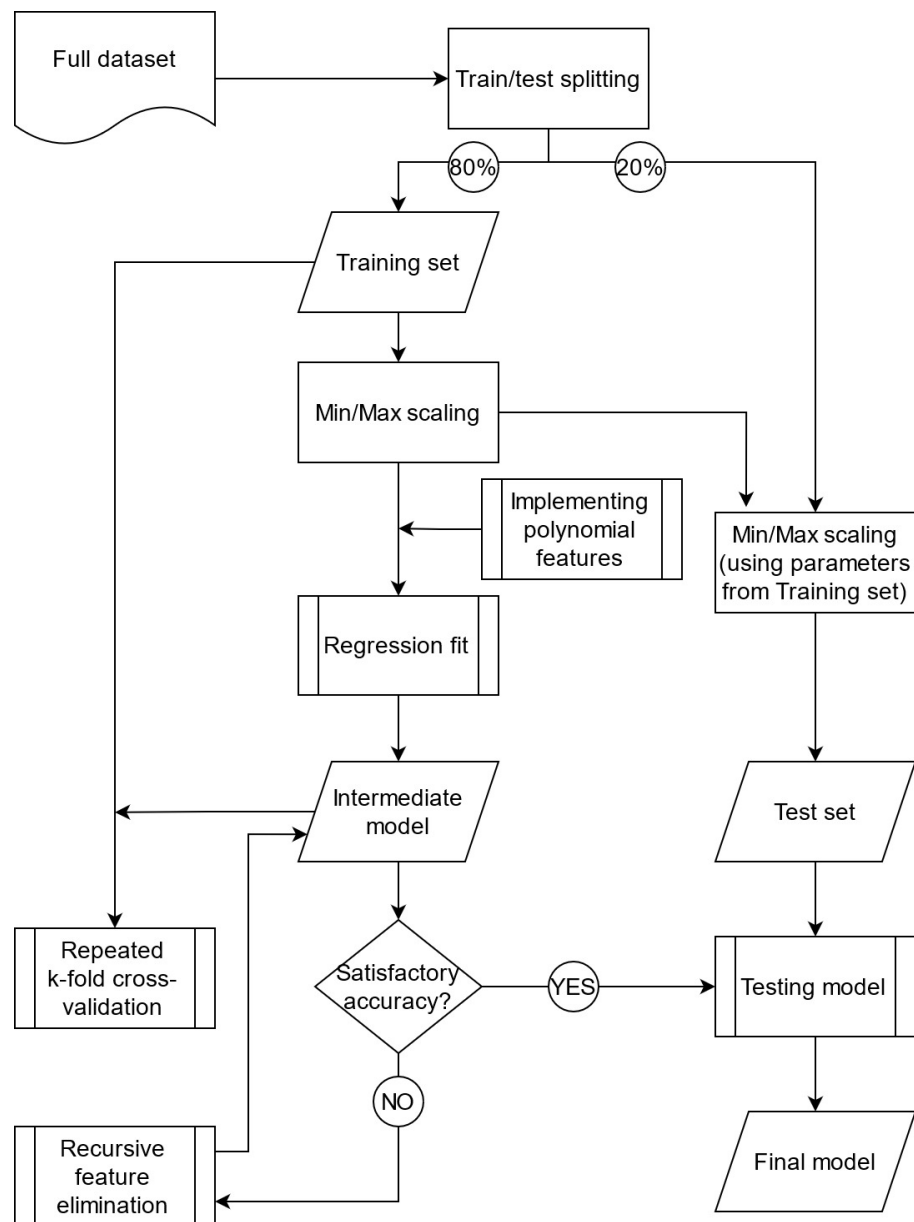 Full dataset
Train/test splitting
80%
20%
Training set
Min/Max scaling
Implementing
polynomial
features
Min/Max scaling
(using parameters
from Training set)
Regression fit
Intermediate
model
Test set
Repeated
k-fold cross-
validation
Satisfactory
accuracy?
YES
Testing model
NO
Recursive
feature
elimination
Final model